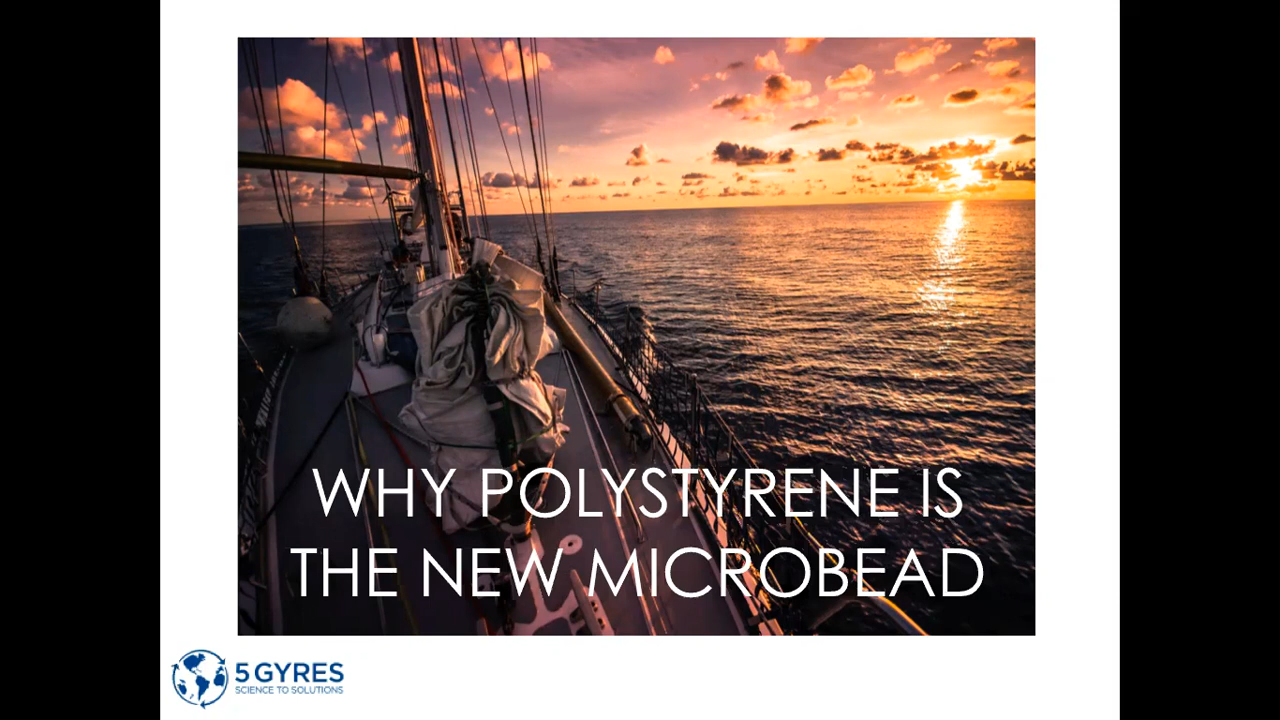 WHY POLYSTYRENE IS
THE NEW MICROBEAD
5 GYRES
SCIENCE TO SOLUTIONS